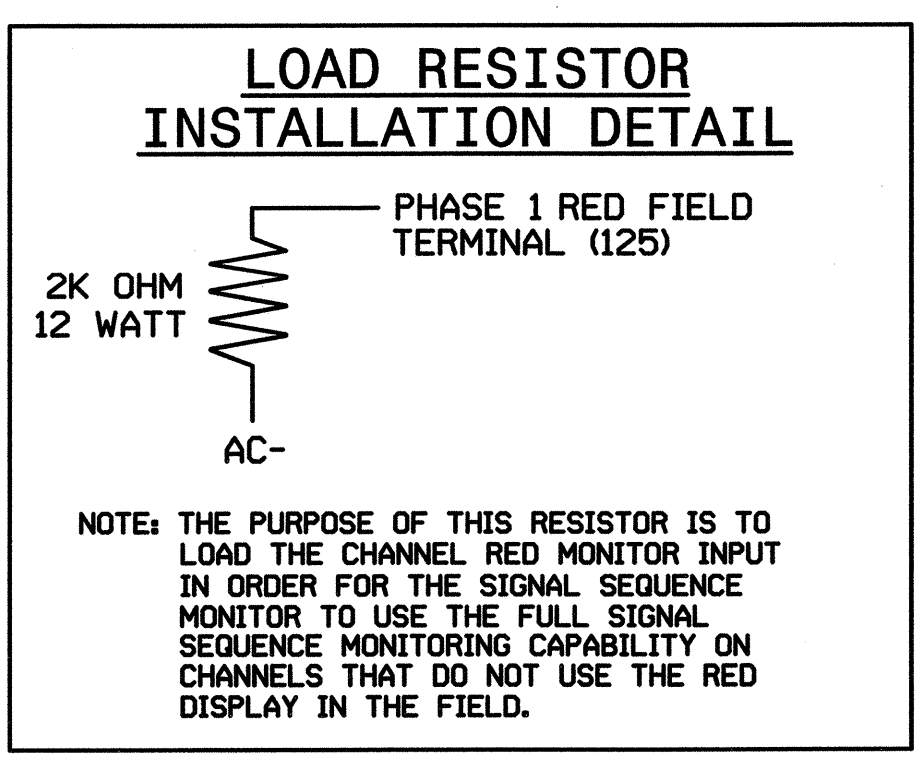 LOAD RESISTOR
INSTALLATION DETAIL
PHASE 1 RED FIELD
TERMINAL (125)
2K OHM
12 WATT
AC-
NOTE: THE PURPOSE OF THIS RESISTOR IS TO
LOAD THE CHANNEL RED MONITOR INPUT
IN ORDER FOR THE SIGNAL SEQUENCE
MONITOR TO USE THE FULL SIGNAL
SEQUENCE MONITORING CAPABILITY ON
CHANNELS THAT DO NOT USE THE RED
DISPLAY IN THE FIELD.